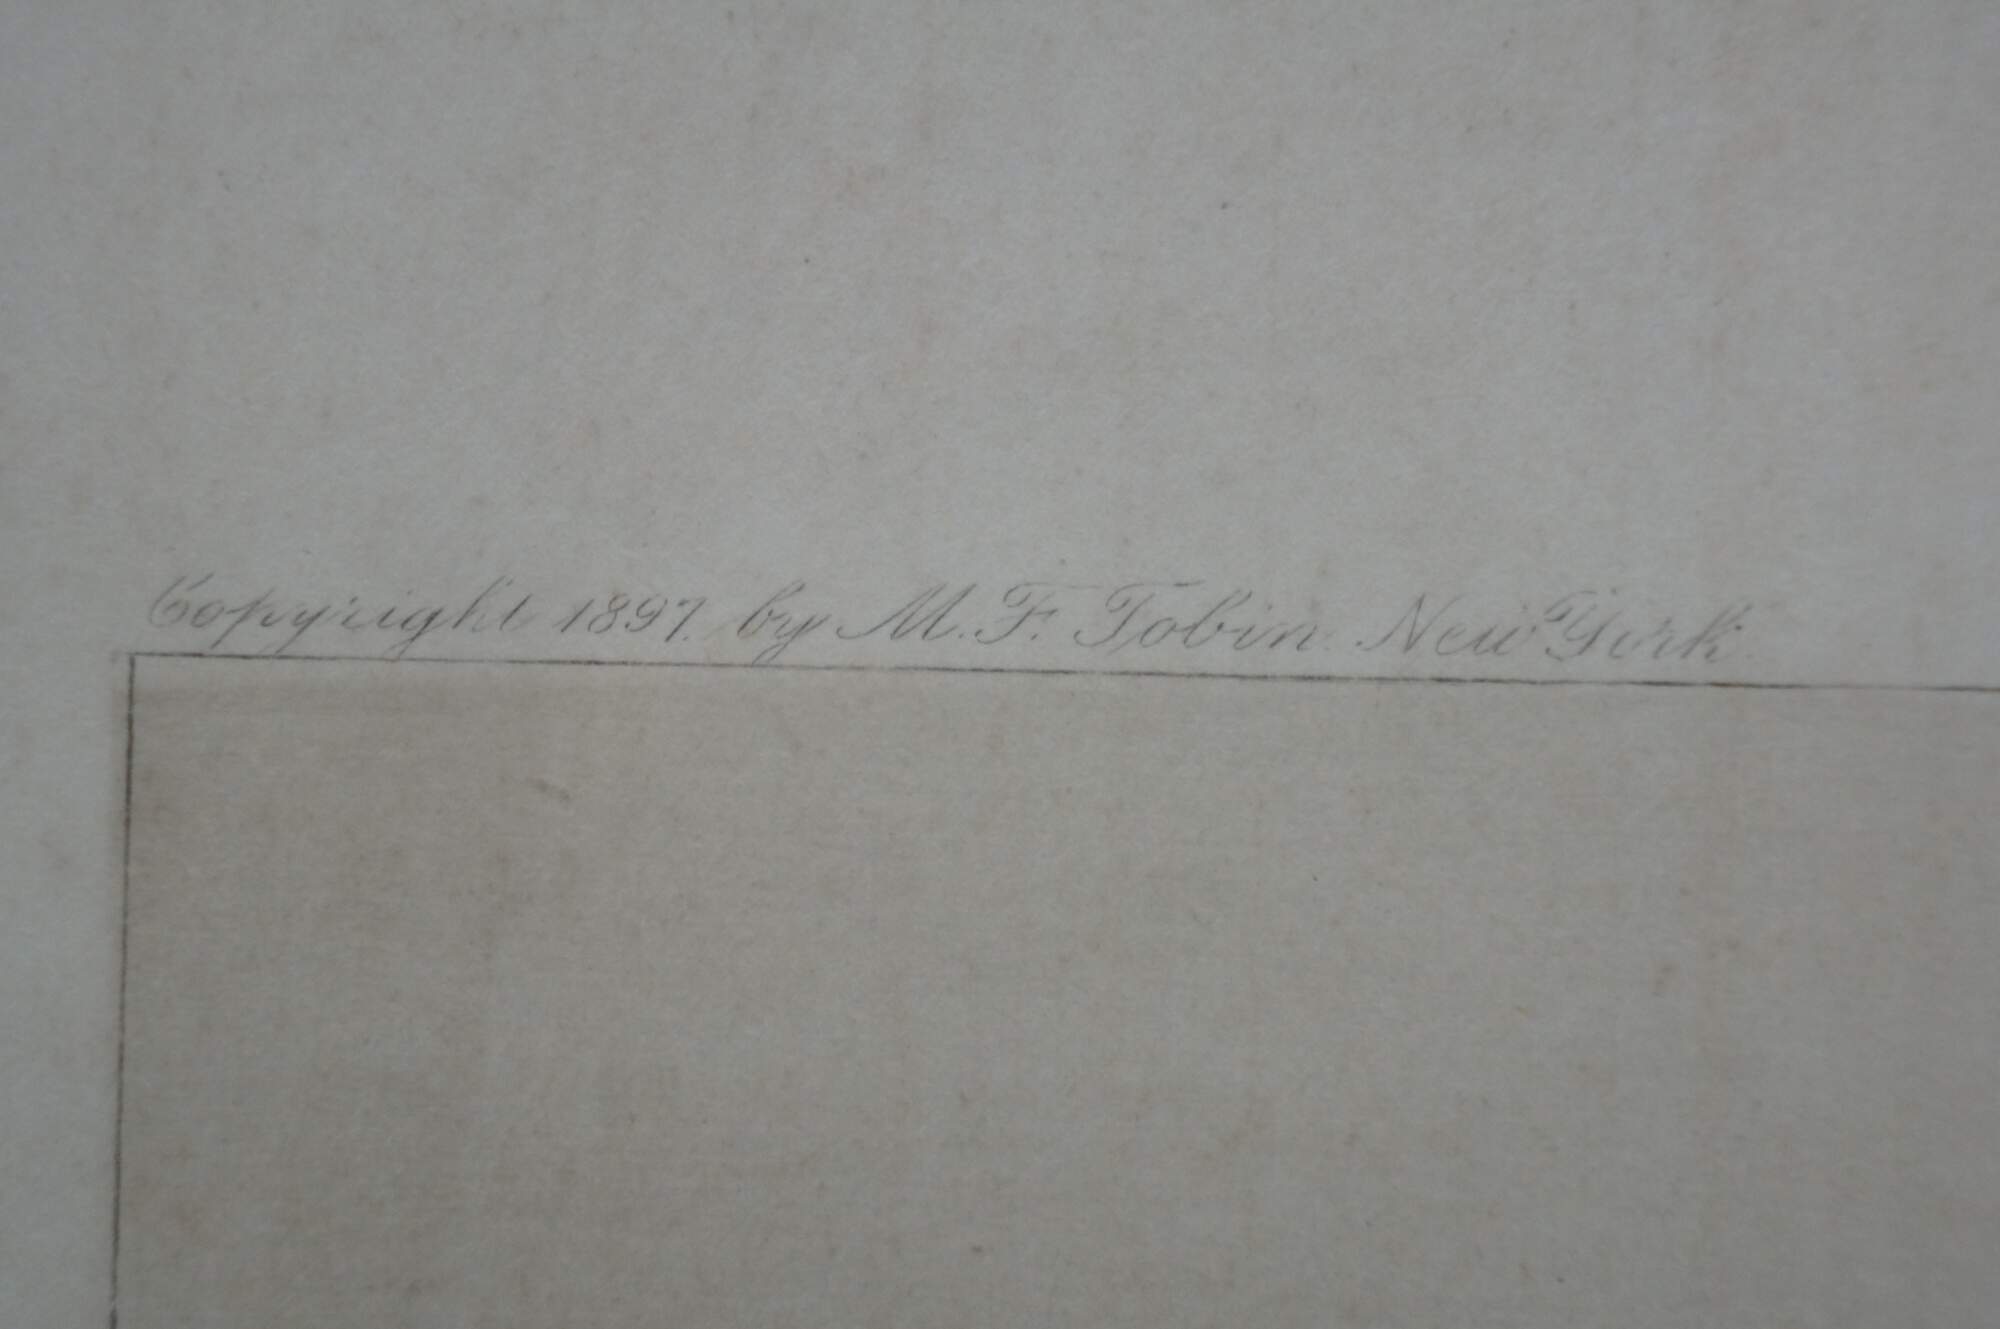 Copyright 1897. by M. F. Tobin. New York